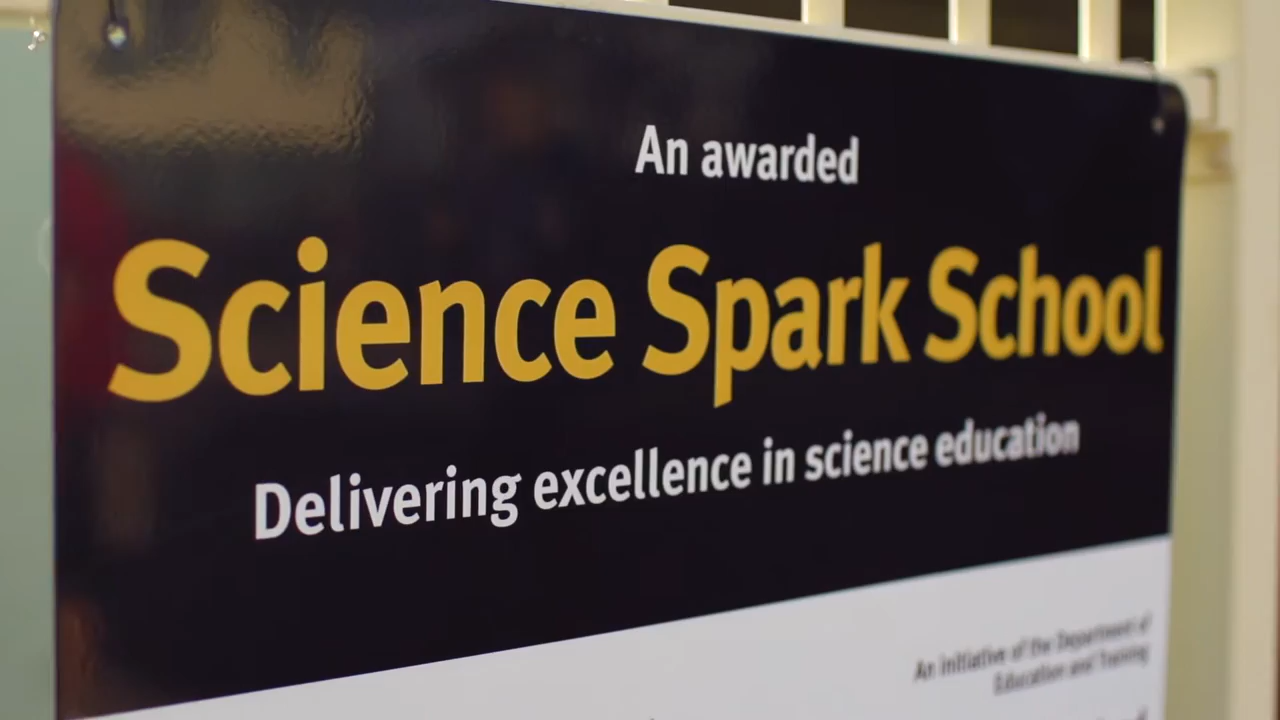 An awarded
Science Spark School
Delivering excellence in science education
An initiative of the Department of
Education and Training